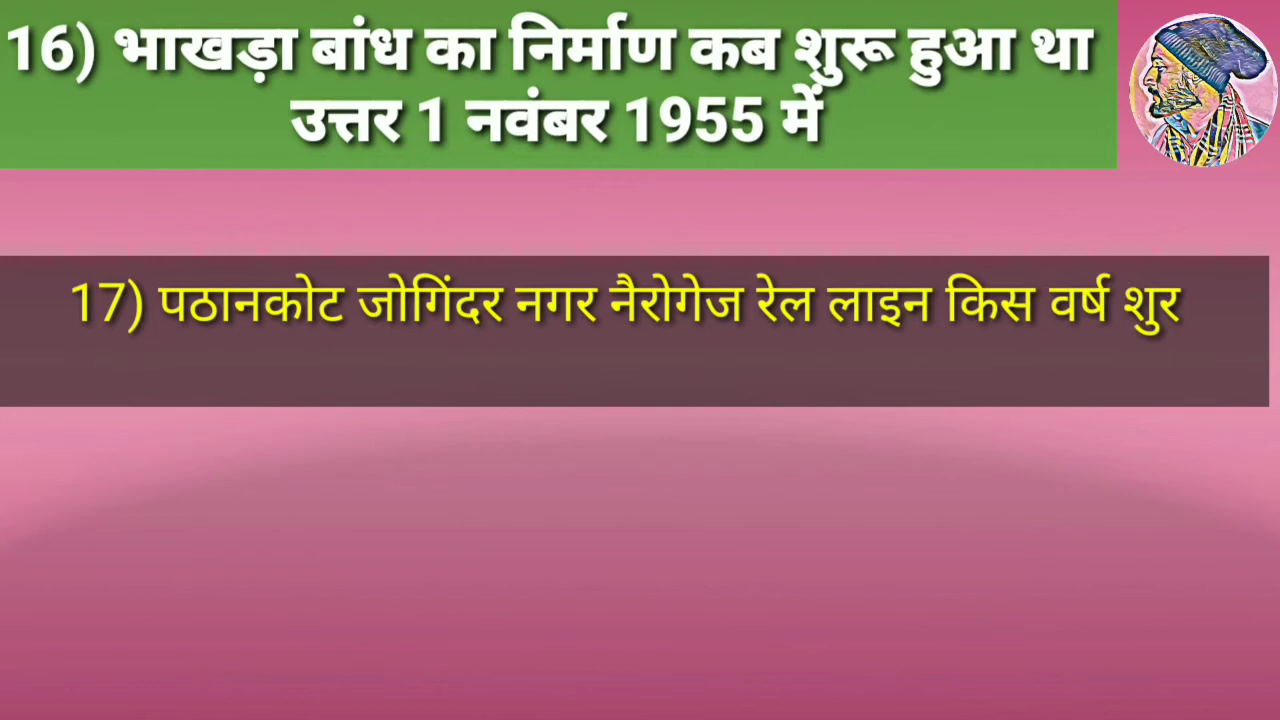 16) भाखड़ा बांध का निर्माण कब शुरू हुआ था
उत्तर 1 नवंबर 1955 में
17) पठानकोट जोगिंदर नगर नैरोगेज रेल लाइन किस वर्ष शुर